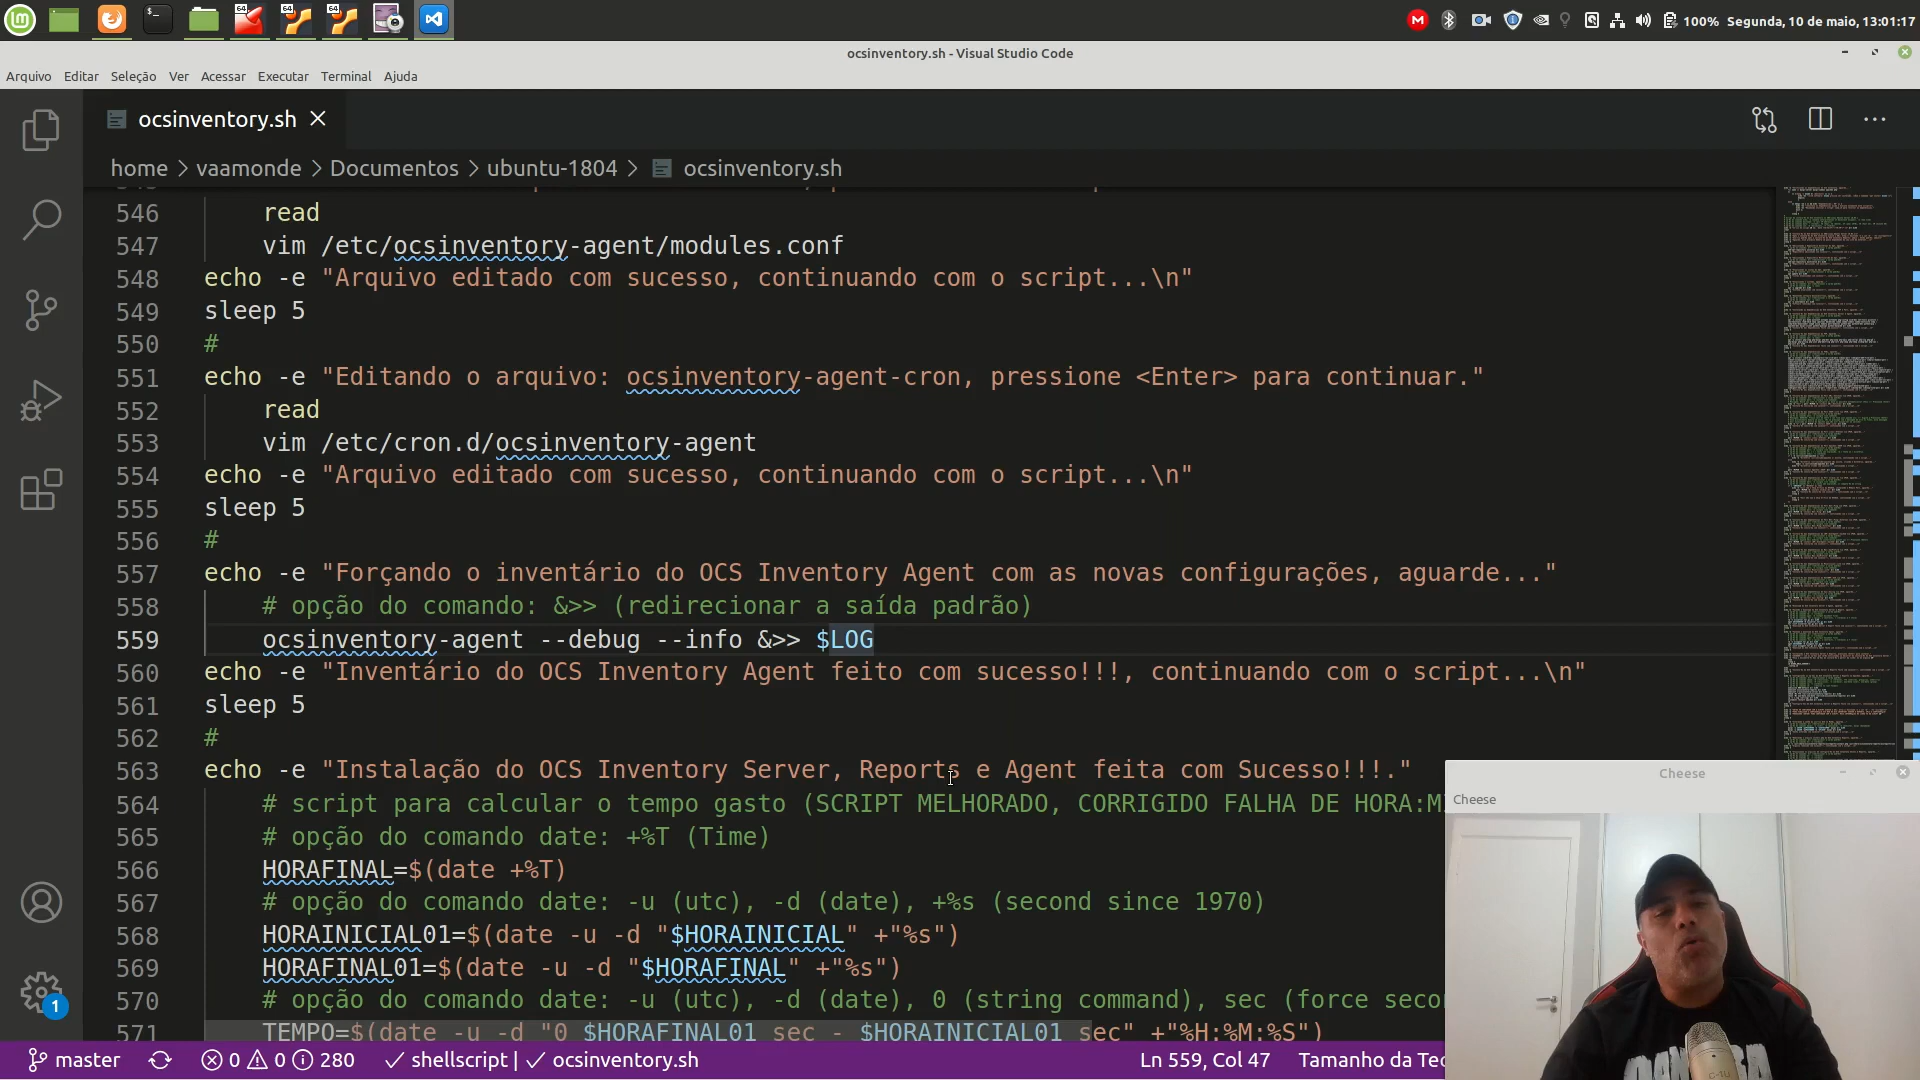 100% Segunda, 10 de maio, 13:01:17
ocsinventory.sh - Visual Studio Code
Arquivo Editar Seleção Ver Acessar Executar Terminal Ajuda
ocsinventory.sh
home > vaamonde > Documentos > ubuntu-1804 > ocsinventory.sh
546 read
547 vim /etc/ocsinventory-agent/modules.conf
548 echo -e "Arquivo editado com sucesso, continuando com o script...\n"
549 sleep 5
550 #
551 echo -e "Editando o arquivo: ocsinventory-agent-cron, pressione <Enter> para continuar."
552 read
553 vim /etc/cron.d/ocsinventory-agent
554 echo -e "Arquivo editado com sucesso, continuando com o script...\n"
555 sleep 5
556 #
557 echo -e "Forçando o inventário do OCS Inventory Agent com as novas configurações, aguarde..."
558 # opção do comando: &>> (redirecionar a saída padrão)
559 ocsinventory-agent --debug --info &>> $LOG
560 echo -e "Inventário do OCS Inventory Agent feito com sucesso!!!, continuando com o script...\n"
561 sleep 5
562 #
563 echo -e "Instalação do OCS Inventory Server, Reports e Agent feita com Sucesso!!!."
564 # script para calcular o tempo gasto (SCRIPT MELHORADO, CORRIGIDO FALHA DE HORA:M
565 # opção do comando date: +%T (Time)
566 HORAFINAL=$(date +%T)
567 # opção do comando date: -u (utc), -d (date), +%s (second since 1970)
568 HORAINICIAL01=$(date -u -d "$HORAINICIAL" +"%s")
569 HORAFINAL01=$(date -u -d "$HORAFINAL" +"%s")
570 # opção do comando date: -u (utc), -d (date), 0 (string command), sec (force seco
571 TEMPO=$(date -u -d "0 $HORAFINAL01 sec - $HORAINICIAL01 sec" +"%H:%M:%S")
Cheese
Cheese
1
master 0 0 280 shellscript | ocsinventory.sh Ln 559, Col 47 Tamanho da Tec